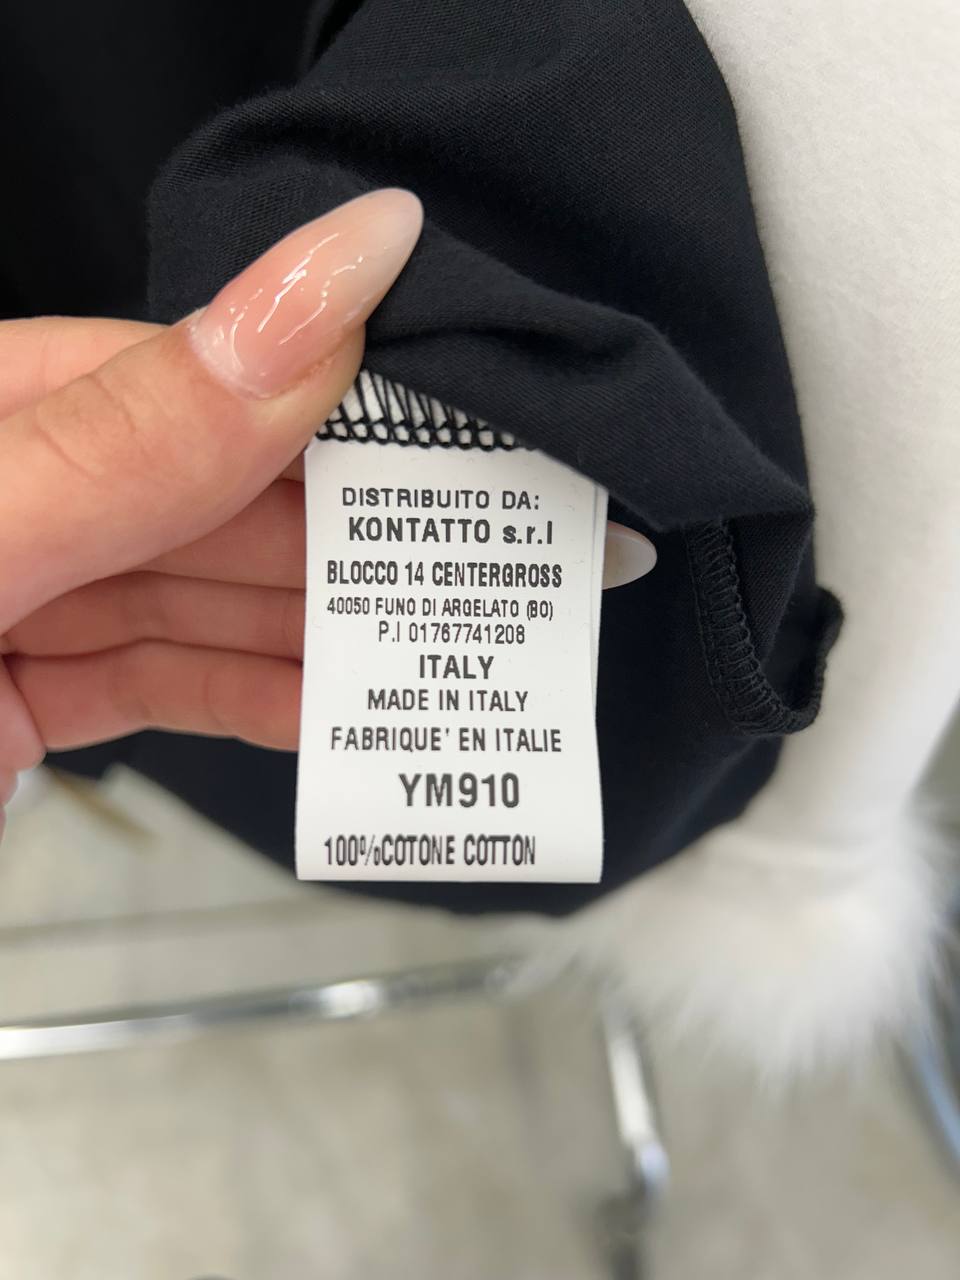 DISTRIBUITO DA:
KONTATTO s.r.l
BLOCCO 14 CENTERGROSS
40050 FUNO DI ARGELATO (BO)
P.I 01767741208
ITALY
MADE IN ITALY
FABRIQUE' EN ITALIE
YM910
100%COTONE COTTON